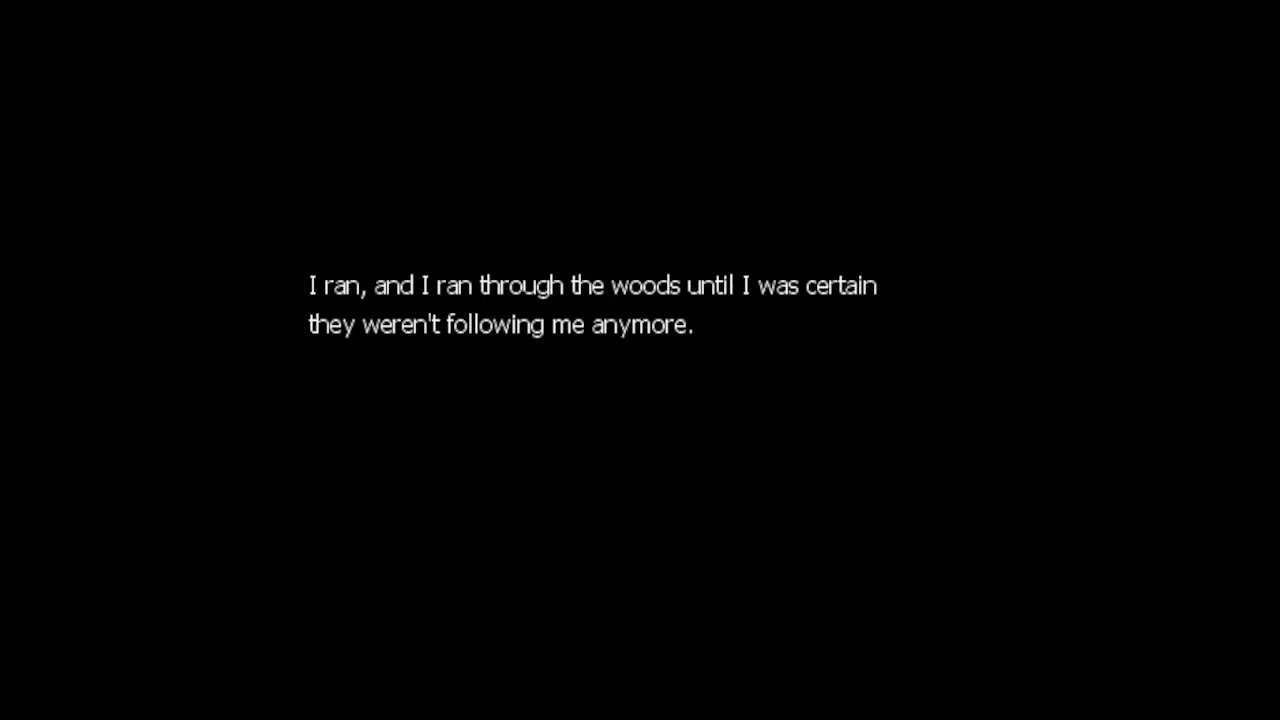 I ran, and I ran through the woods until I was certain
they weren't following me anymore.